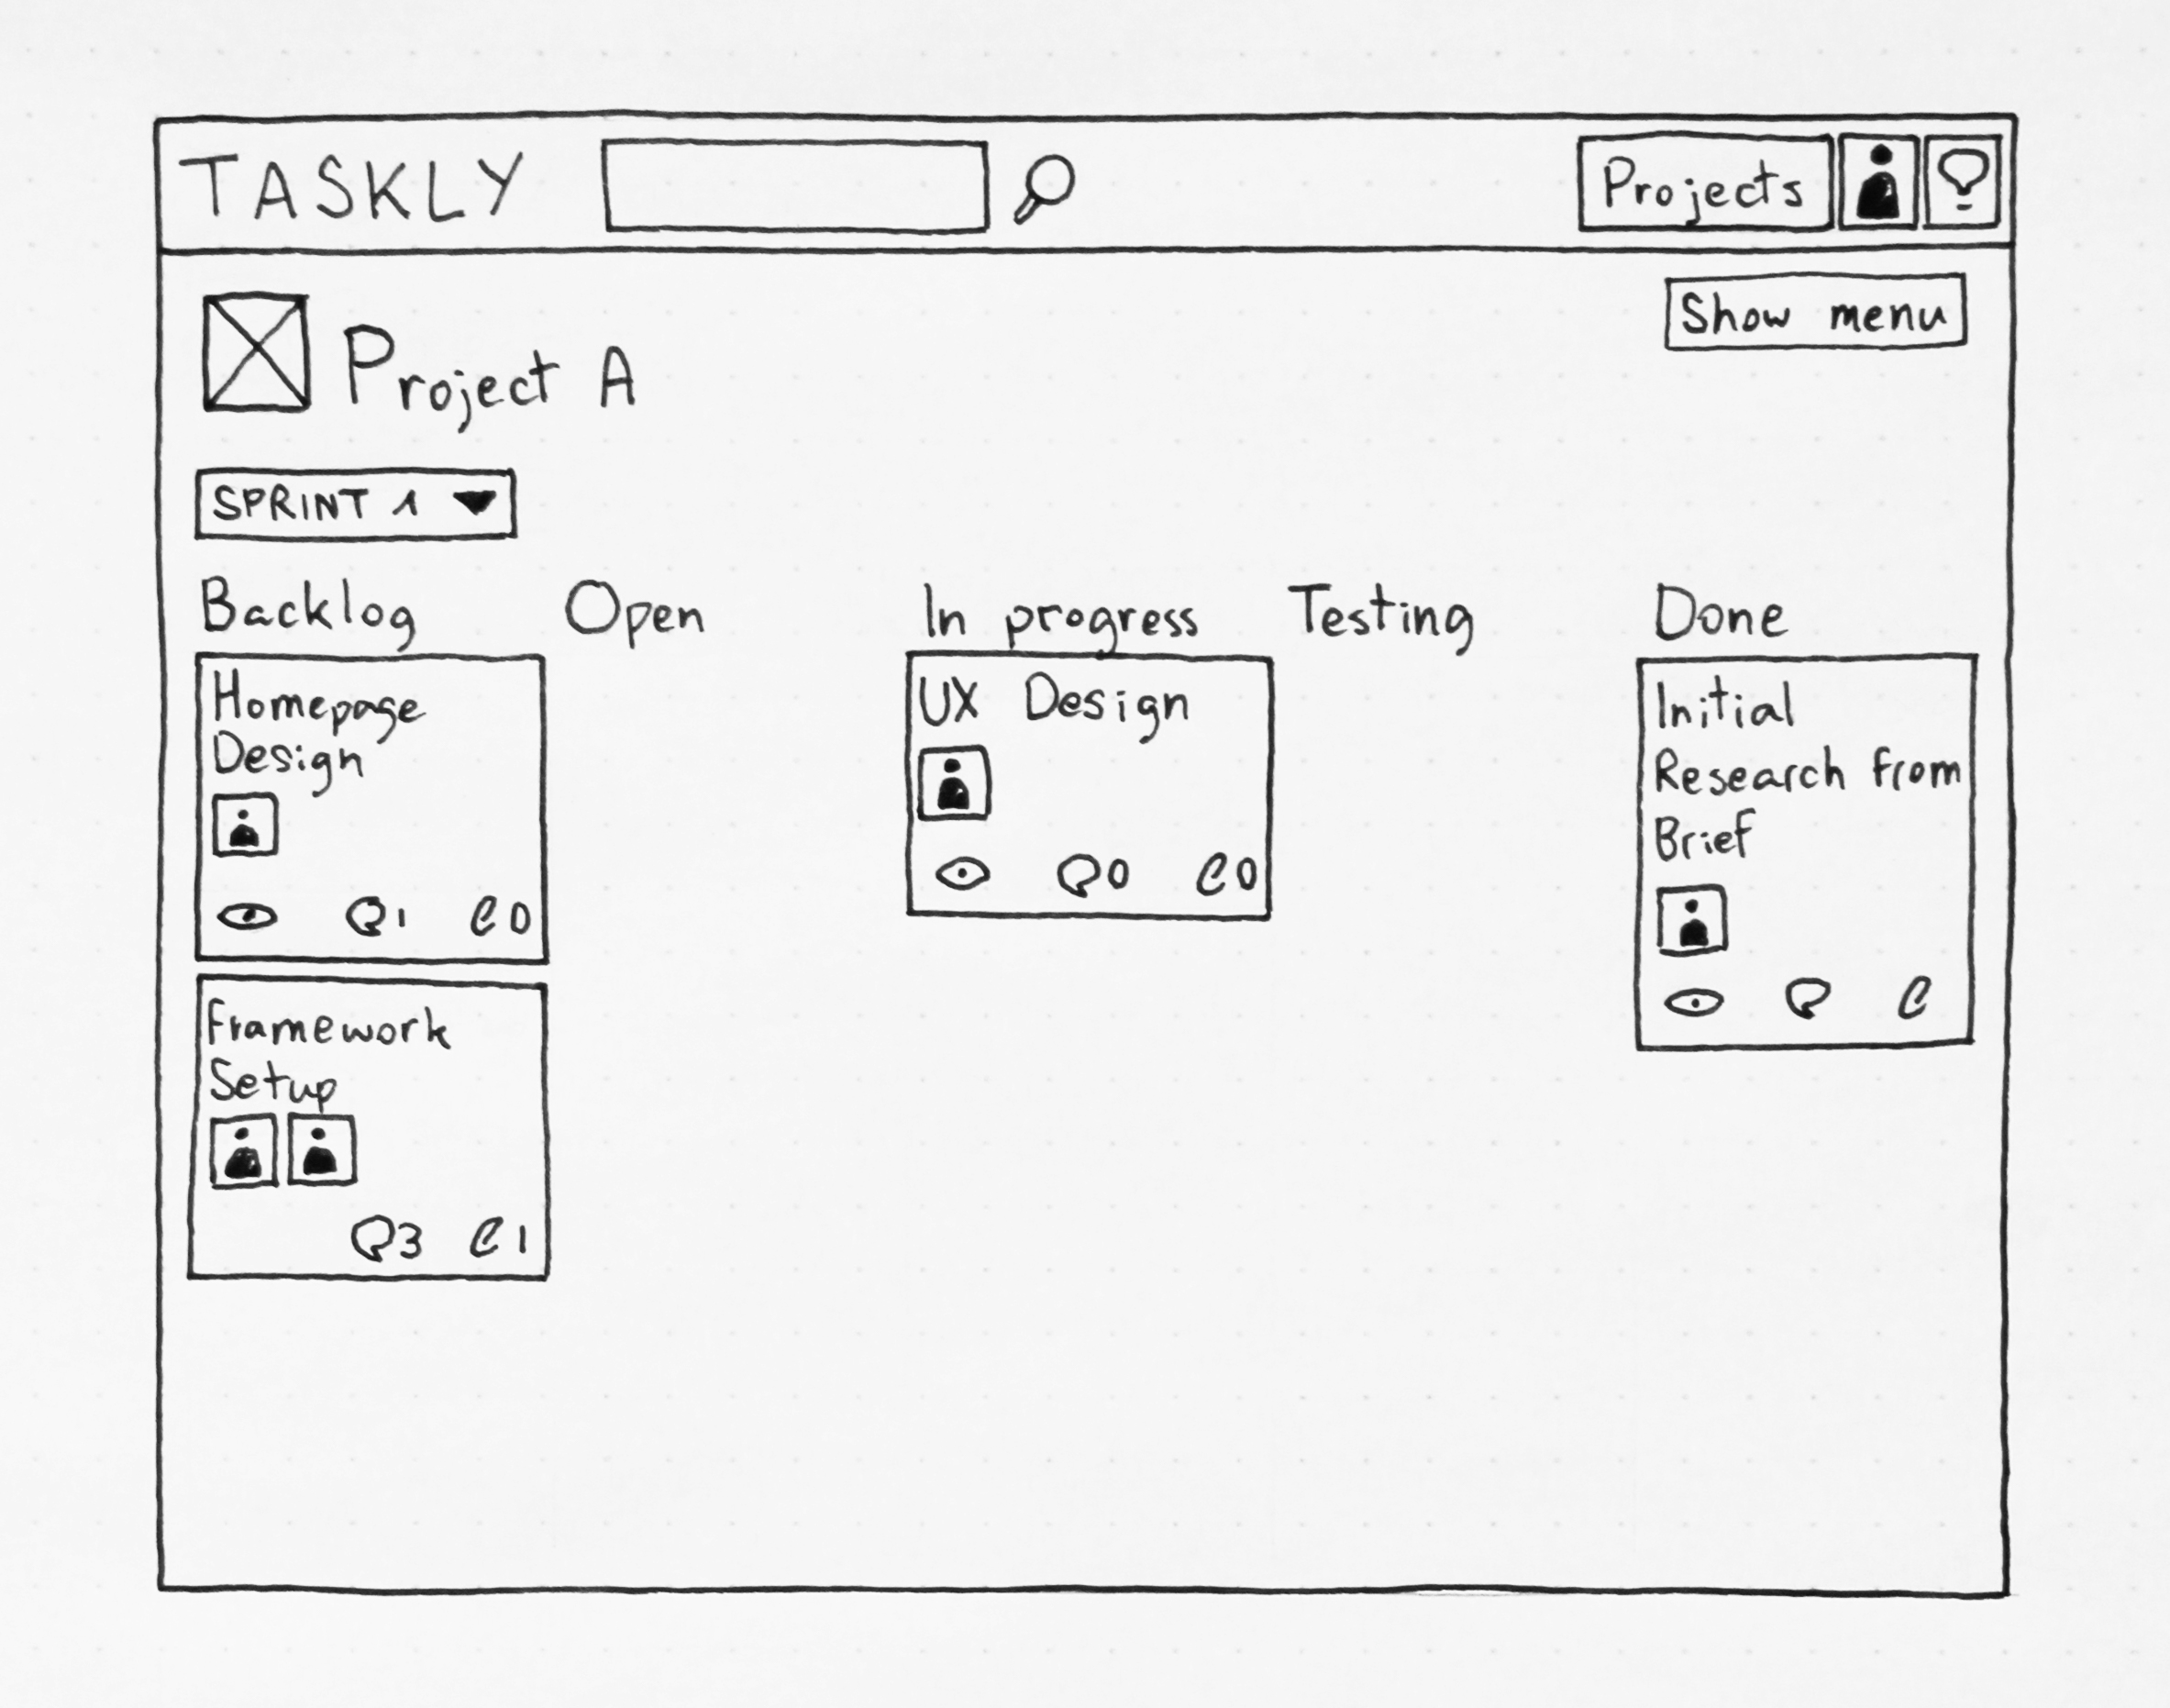 TASKLY
Projects
Show menu
Project A
SPRINT 1
Backlog
Open
In progress
Testing
Done
Homepage
Design
1
0
Framework
Setup
3
1
UX Design
0
0
Initial
Research from
Brief